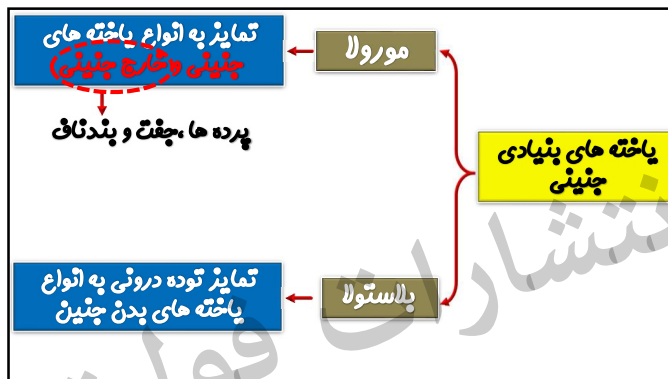 یاخته های بنیادی
جنینی
مورولا
تمایز به انواع یاخته های
جنینی و(خارج جنینی)
پرده ها ،جفت و بندناف
بلاستولا
تمایز توده درونی به انواع
یاخته های بدن جنین